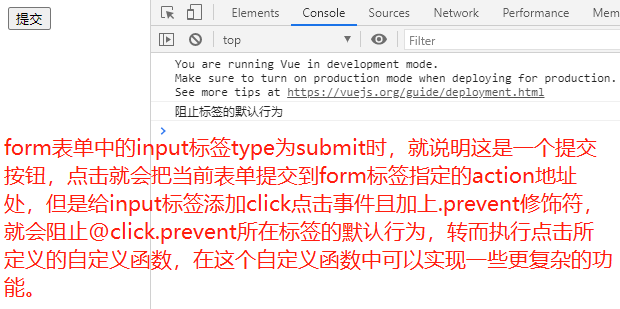 提交
Elements Console Sources Network Performance Mem
top Filter
You are running Vue in development mode.
Make sure to turn on production mode when deploying for production.
See more tips at https://vuejs.org/guide/deployment.html
阻止标签的默认行为
form表单中的input标签type为submit时，就说明这是一个提交
按钮，点击就会把当前表单提交到form标签指定的action地址
处，但是给input标签添加click点击事件且加上.prevent修饰符，
就会阻止@click.prevent所在标签的默认行为，转而执行点击所
定义的自定义函数，在这个自定义函数中可以实现一些更复杂的功
能。